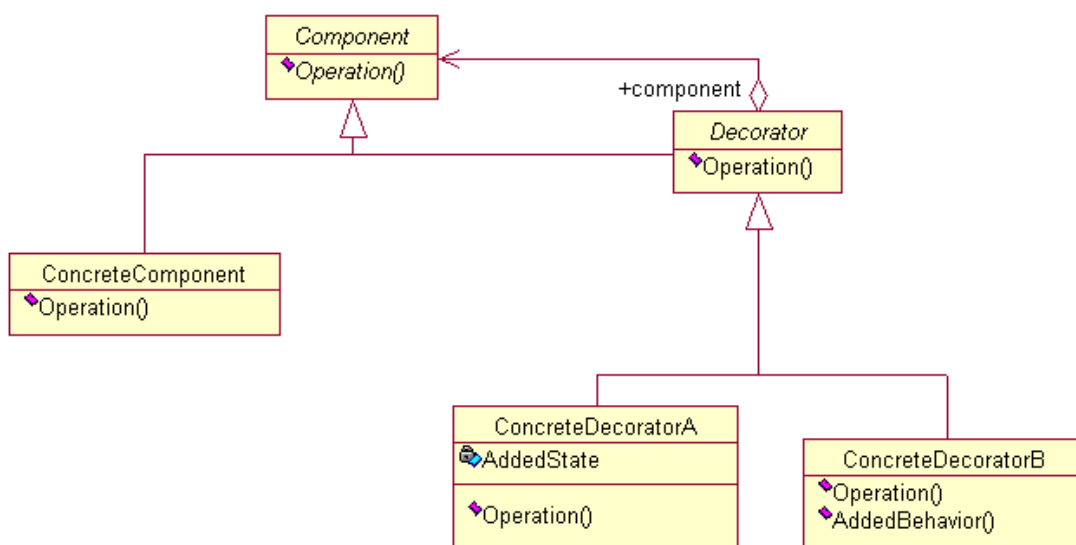 Component
Operation()
+component
Decorator
Operation()
ConcreteComponent
Operation()
ConcreteDecoratorA
AddedState
Operation()
ConcreteDecoratorB
Operation()
AddedBehavior()